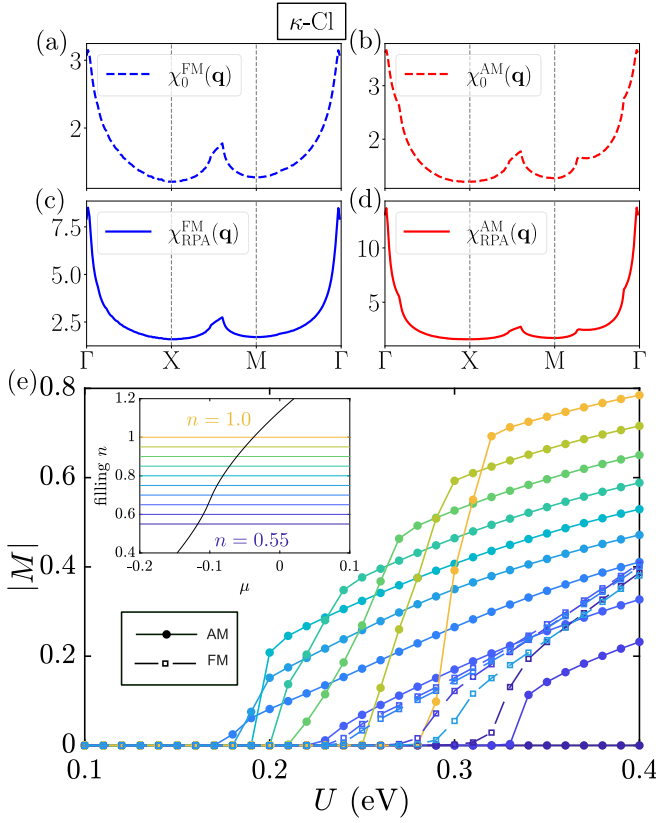 κ-Cl
(a) (b)
χ₀^FM(q) χ₀^AM(q)
3 2
3 2
(c) (d)
χ_RPA^FM(q) χ_RPA^AM(q)
7.5 5.0 2.5
10 5
Γ X M Γ Γ X M Γ
(e)
|M|
0.8 0.6 0.4 0.2 0
filling n
1.2 1 0.8 0.6 0.4
n = 1.0
n = 0.55
-0.2 -0.1 0 0.1
μ
AM
FM
0.1 0.2 0.3 0.4
U (eV)